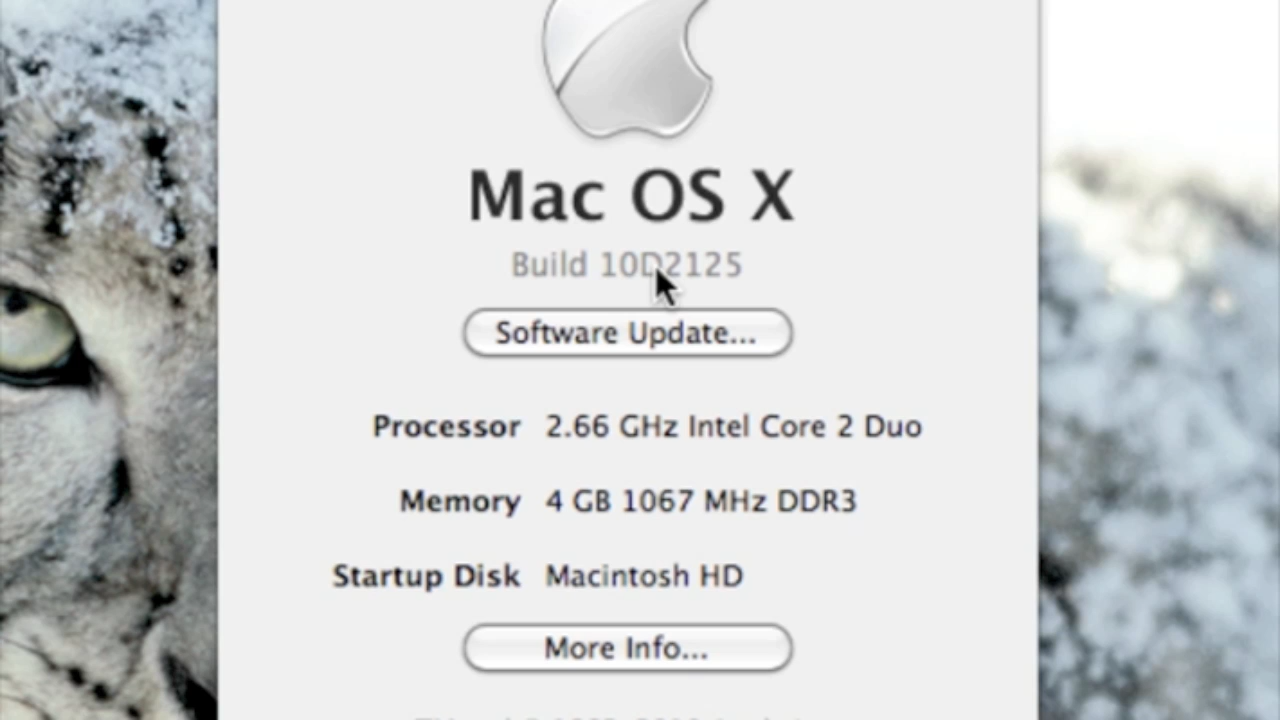 Mac OS X
Build 10D2125
Software Update...
Processor 2.66 GHz Intel Core 2 Duo
Memory 4 GB 1067 MHz DDR3
Startup Disk Macintosh HD
More Info...